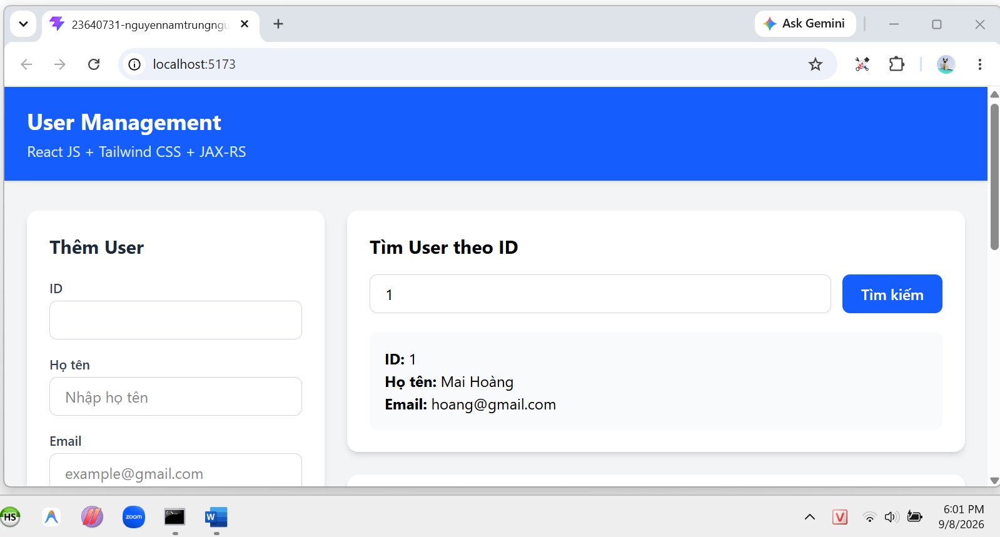 23640731-nguyennamtrungngu
Ask Gemini
localhost:5173
User Management
React JS + Tailwind CSS + JAX-RS
Thêm User
ID
Họ tên
Nhập họ tên
Email
example@gmail.com
Tìm User theo ID
1
Tìm kiếm
ID: 1
Họ tên: Mai Hoàng
Email: hoang@gmail.com
HS
zoom
C:\
W
V
6:01 PM
9/8/2026